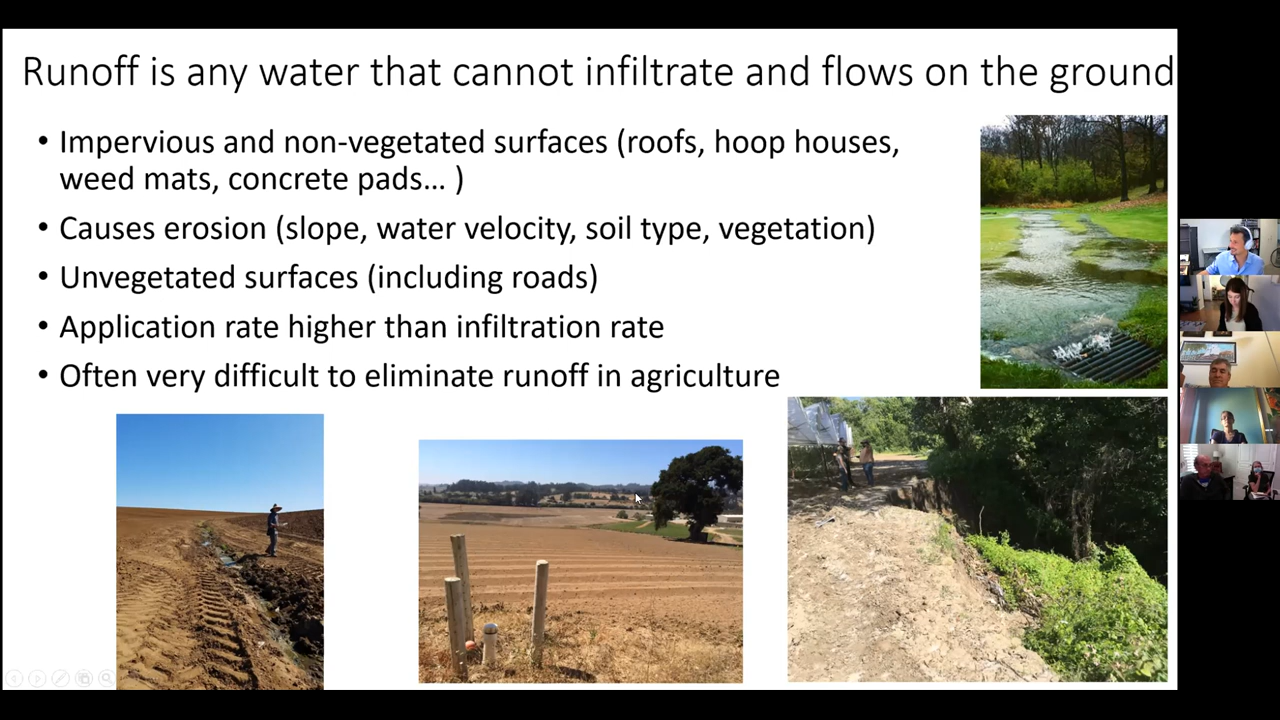 Runoff is any water that cannot infiltrate and flows on the ground
• Impervious and non-vegetated surfaces (roofs, hoop houses,
weed mats, concrete pads... )
• Causes erosion (slope, water velocity, soil type, vegetation)
• Unvegetated surfaces (including roads)
• Application rate higher than infiltration rate
• Often very difficult to eliminate runoff in agriculture